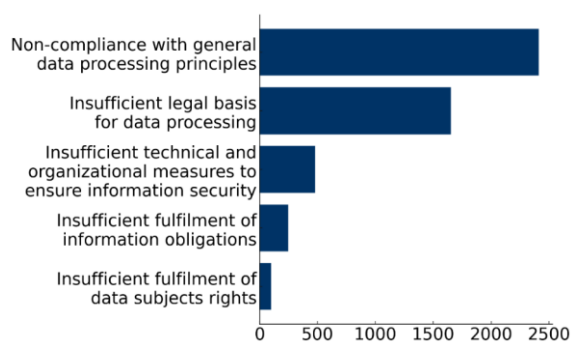 Non-compliance with general
data processing principles
Insufficient legal basis
for data processing
Insufficient technical and
organizational measures to
ensure information security
Insufficient fulfilment of
information obligations
Insufficient fulfilment of
data subjects rights
0 500 1000 1500 2000 2500